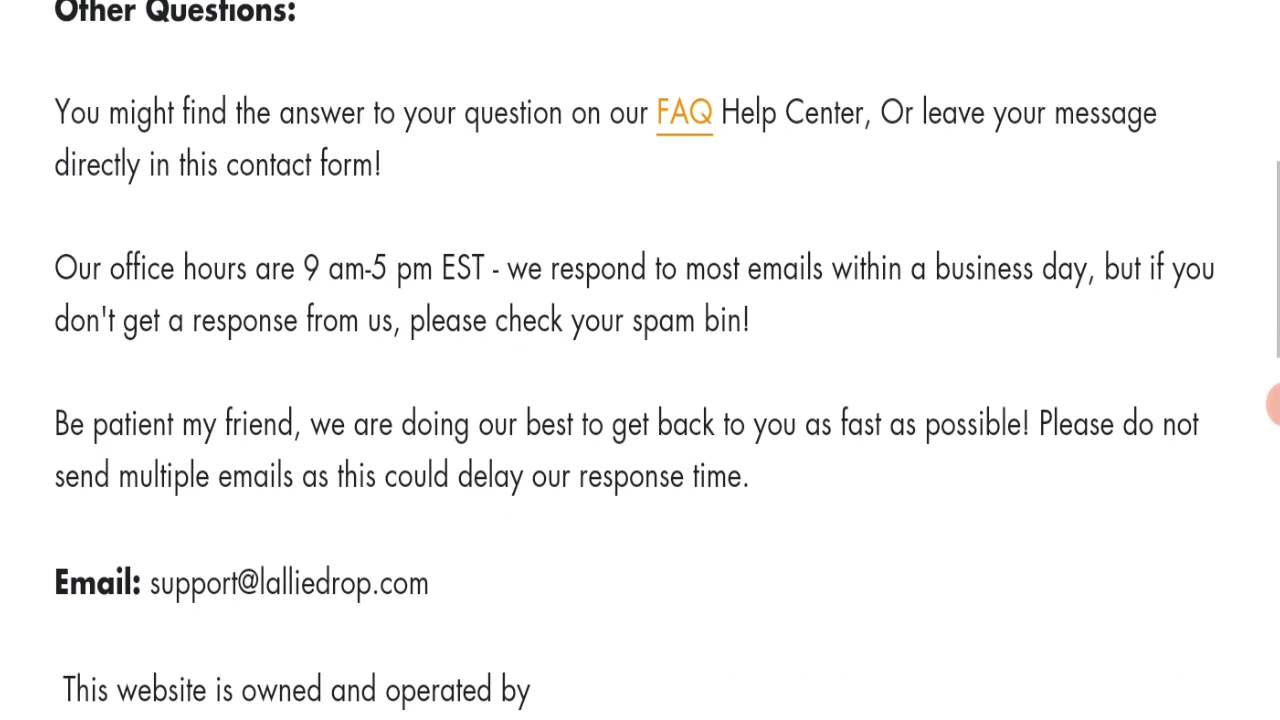 Other Questions:
You might find the answer to your question on our FAQ Help Center, Or leave your message
directly in this contact form!
Our office hours are 9 am-5 pm EST - we respond to most emails within a business day, but if you
don't get a response from us, please check your spam bin!
Be patient my friend, we are doing our best to get back to you as fast as possible! Please do not
send multiple emails as this could delay our response time.
Email: support@lalliedrop.com
This website is owned and operated by